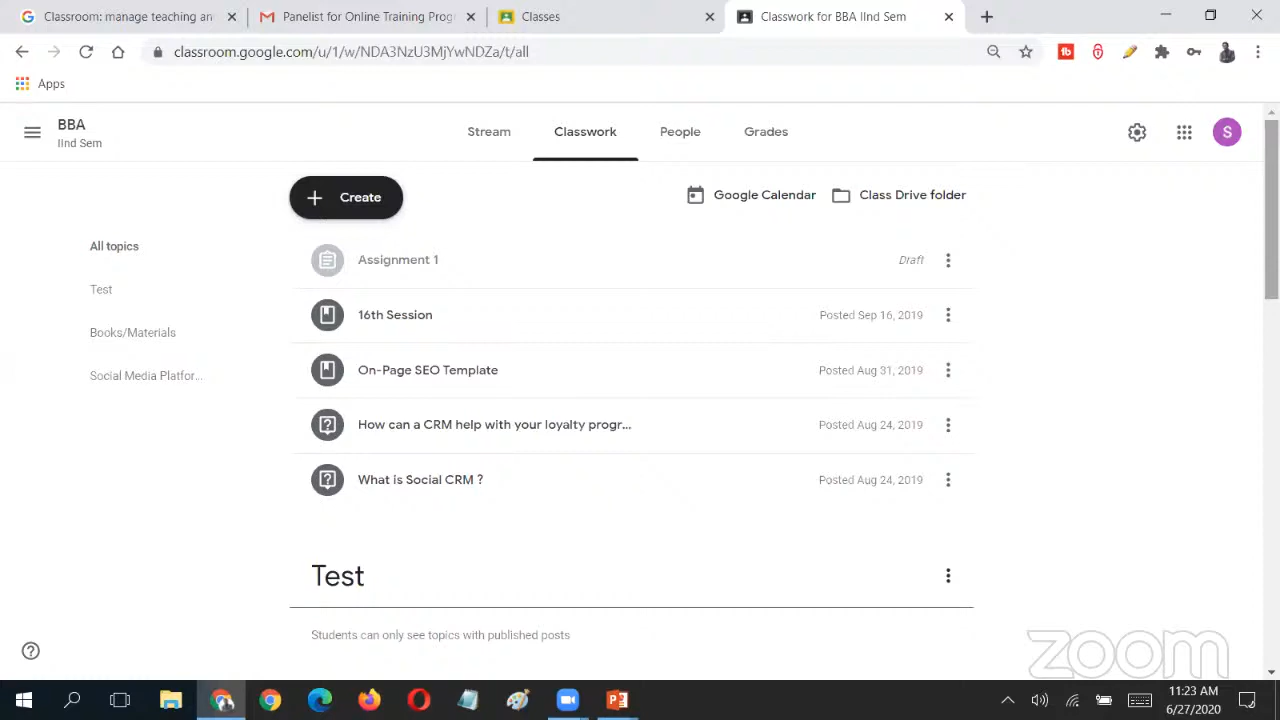 Classroom: manage teaching an
Panelist for Online Training Prog
Classes
Classwork for BBA IInd Sem
classroom.google.com/u/1/w/NDA3NzU3MjYwNDZa/t/all
Apps
BBA
IInd Sem
Stream
Classwork
People
Grades
S
Create
Google Calendar
Class Drive folder
All topics
Test
Books/Materials
Social Media Platfor...
Assignment 1
Draft
16th Session
Posted Sep 16, 2019
On-Page SEO Template
Posted Aug 31, 2019
How can a CRM help with your loyalty progr...
Posted Aug 24, 2019
What is Social CRM ?
Posted Aug 24, 2019
Test
Students can only see topics with published posts
zoom
11:23 AM
6/27/2020